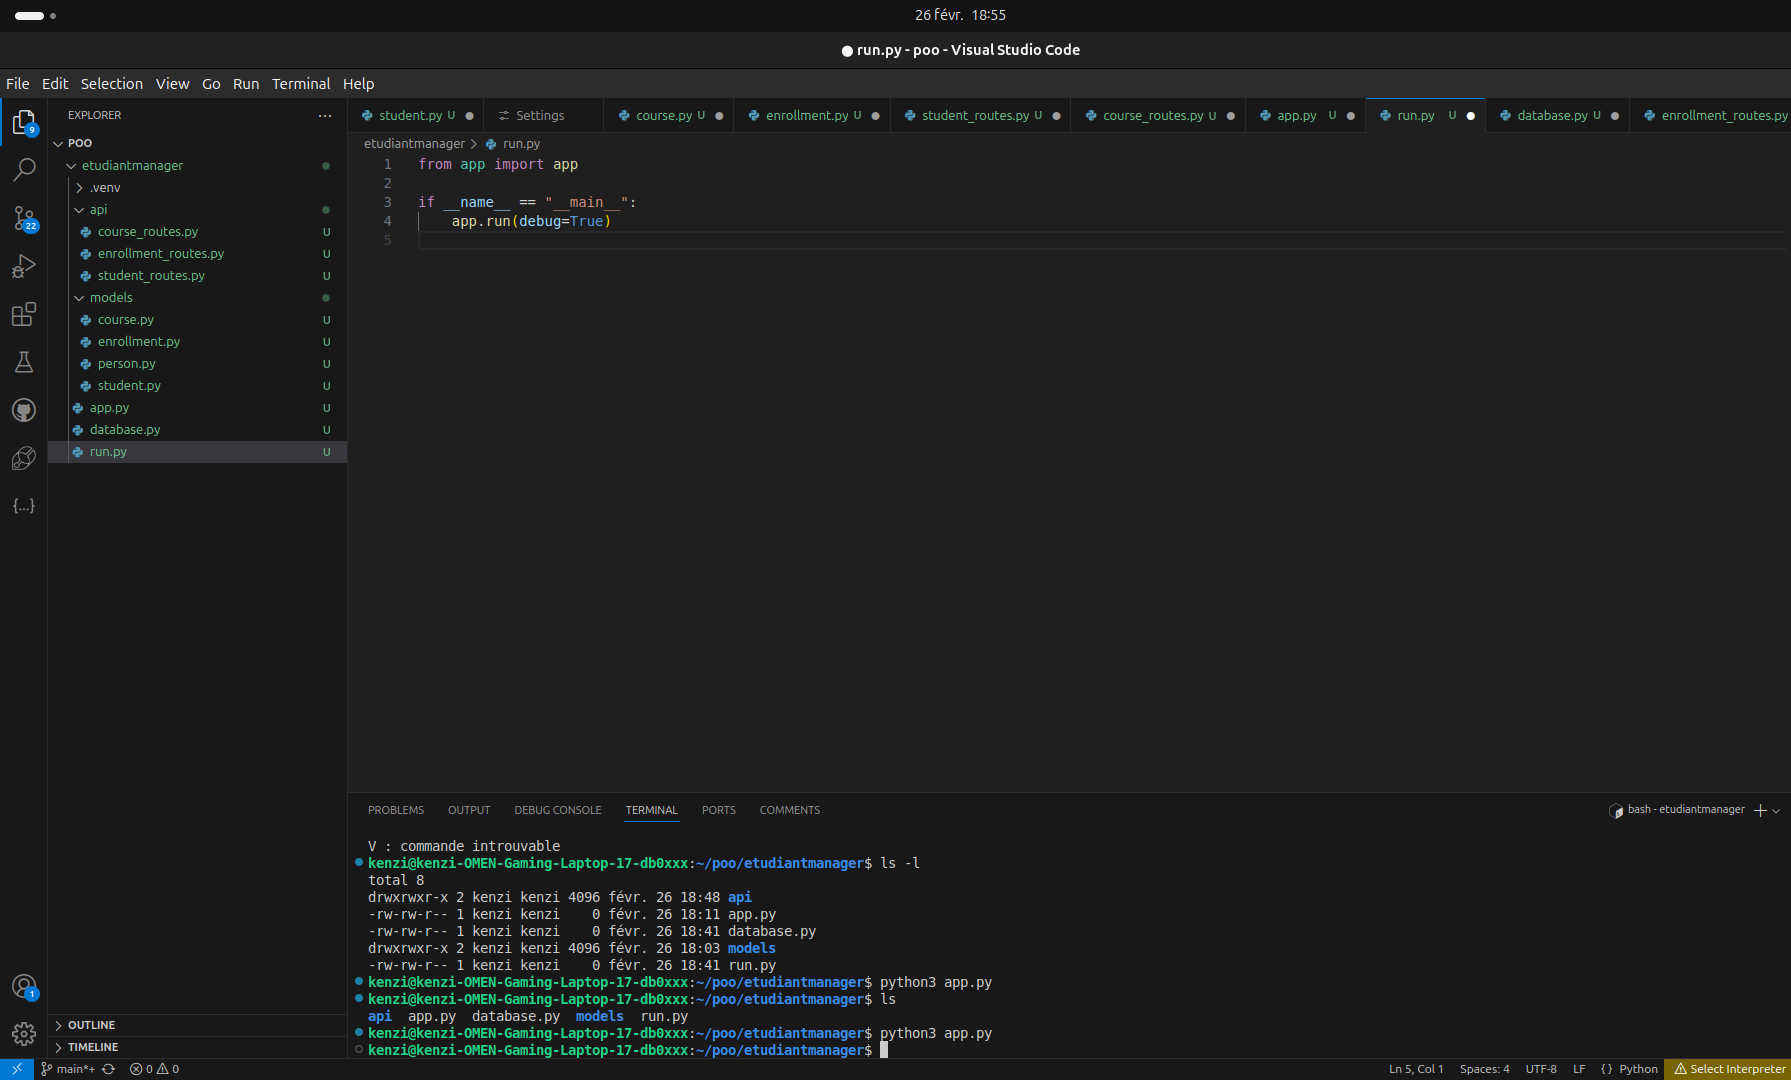 26 févr. 18:55
● run.py - poo - Visual Studio Code
File Edit Selection View Go Run Terminal Help
EXPLORER
POO
etudiantmanager
.venv
api
course_routes.py U
enrollment_routes.py U
student_routes.py U
models
course.py U
enrollment.py U
person.py U
student.py U
app.py U
database.py U
run.py U
OUTLINE
TIMELINE
9
22
1
student.py U ● Settings course.py U ● enrollment.py U ● student_routes.py U ● course_routes.py U ● app.py U ● run.py U ● database.py U ● enrollment_routes.py
etudiantmanager > run.py
1 from app import app
2
3 if __name__ == "__main__":
4 app.run(debug=True)
5
PROBLEMS OUTPUT DEBUG CONSOLE TERMINAL PORTS COMMENTS
bash - etudiantmanager
V : commande introuvable
kenzi@kenzi-OMEN-Gaming-Laptop-17-db0xxx:~/poo/etudiantmanager$ ls -l
total 8
drwxrwxr-x 2 kenzi kenzi 4096 févr. 26 18:48 api
-rw-rw-r-- 1 kenzi kenzi 0 févr. 26 18:11 app.py
-rw-rw-r-- 1 kenzi kenzi 0 févr. 26 18:41 database.py
drwxrwxr-x 2 kenzi kenzi 4096 févr. 26 18:03 models
-rw-rw-r-- 1 kenzi kenzi 0 févr. 26 18:41 run.py
kenzi@kenzi-OMEN-Gaming-Laptop-17-db0xxx:~/poo/etudiantmanager$ python3 app.py
kenzi@kenzi-OMEN-Gaming-Laptop-17-db0xxx:~/poo/etudiantmanager$ ls
api app.py database.py models run.py
kenzi@kenzi-OMEN-Gaming-Laptop-17-db0xxx:~/poo/etudiantmanager$ python3 app.py
kenzi@kenzi-OMEN-Gaming-Laptop-17-db0xxx:~/poo/etudiantmanager$
main*+ 0 0 Ln 5, Col 1 Spaces: 4 UTF-8 LF {} Python Select Interpreter